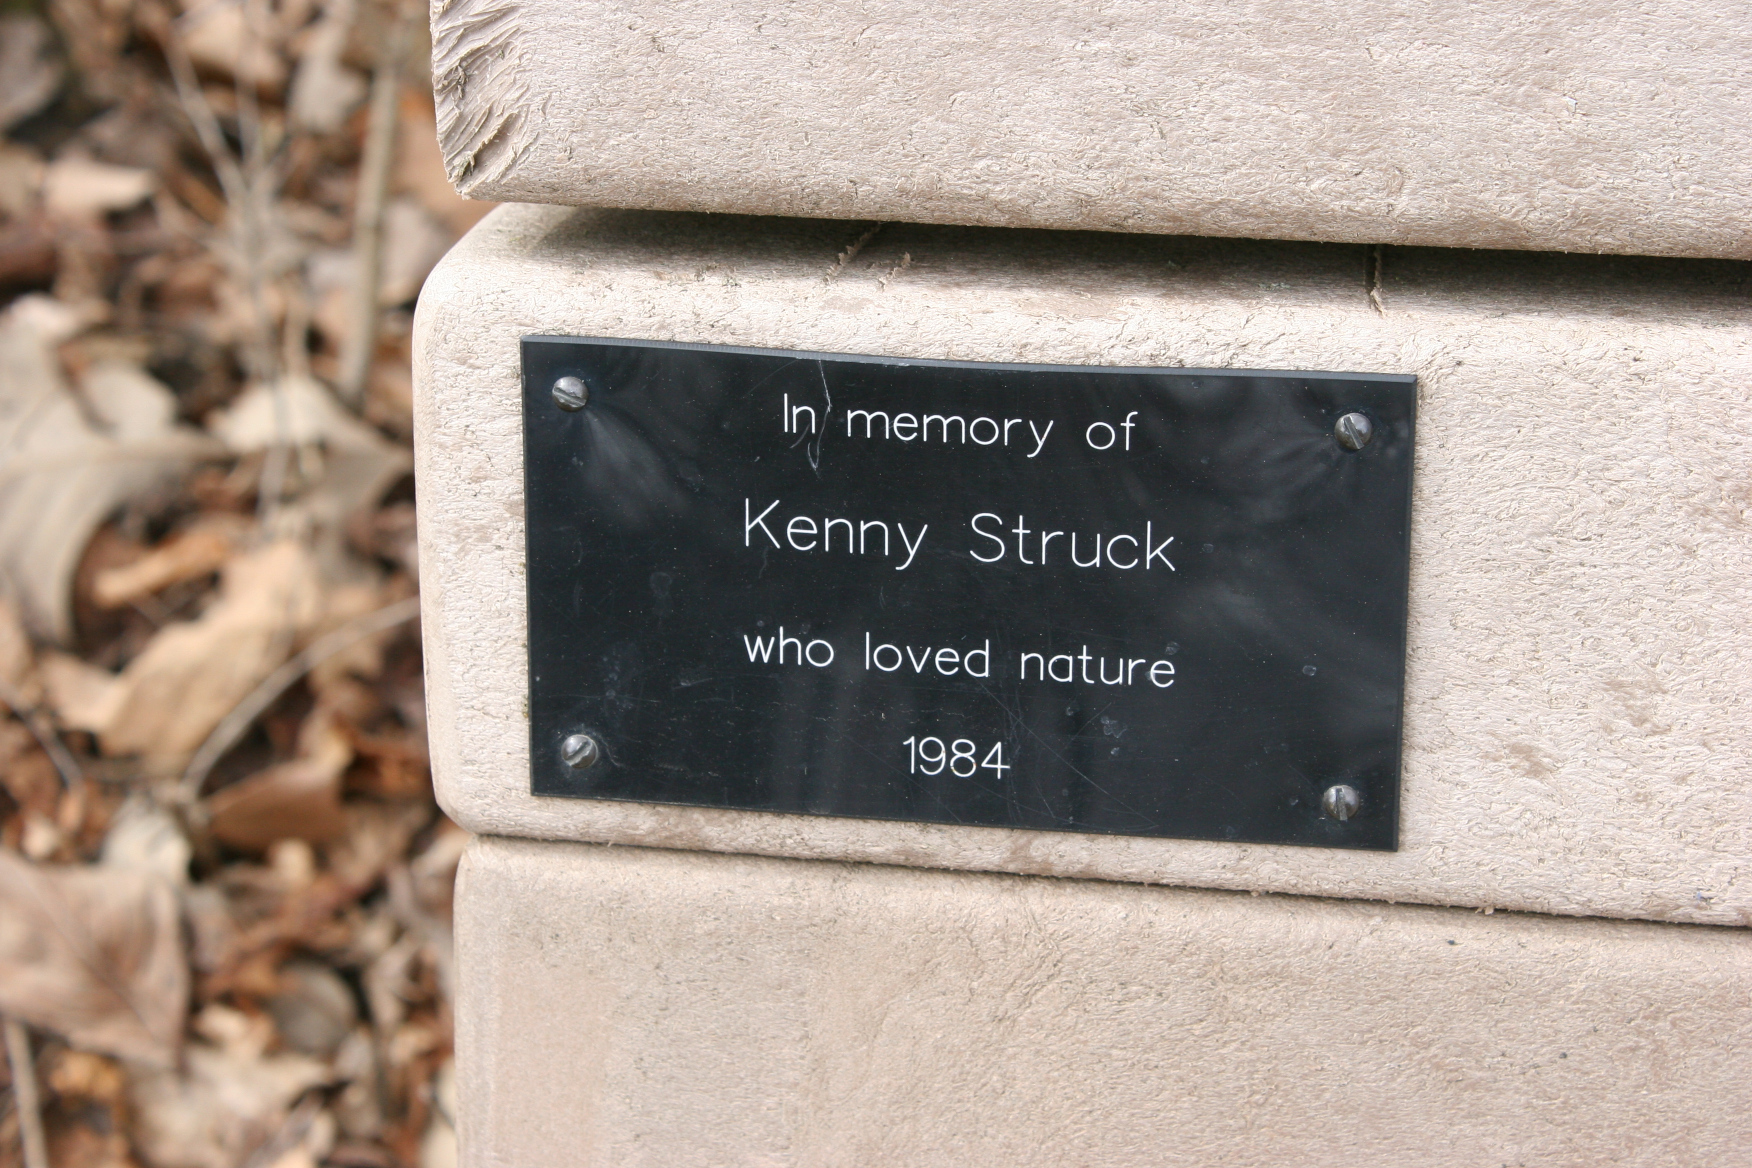 In memory of
Kenny Struck
who loved nature
1984